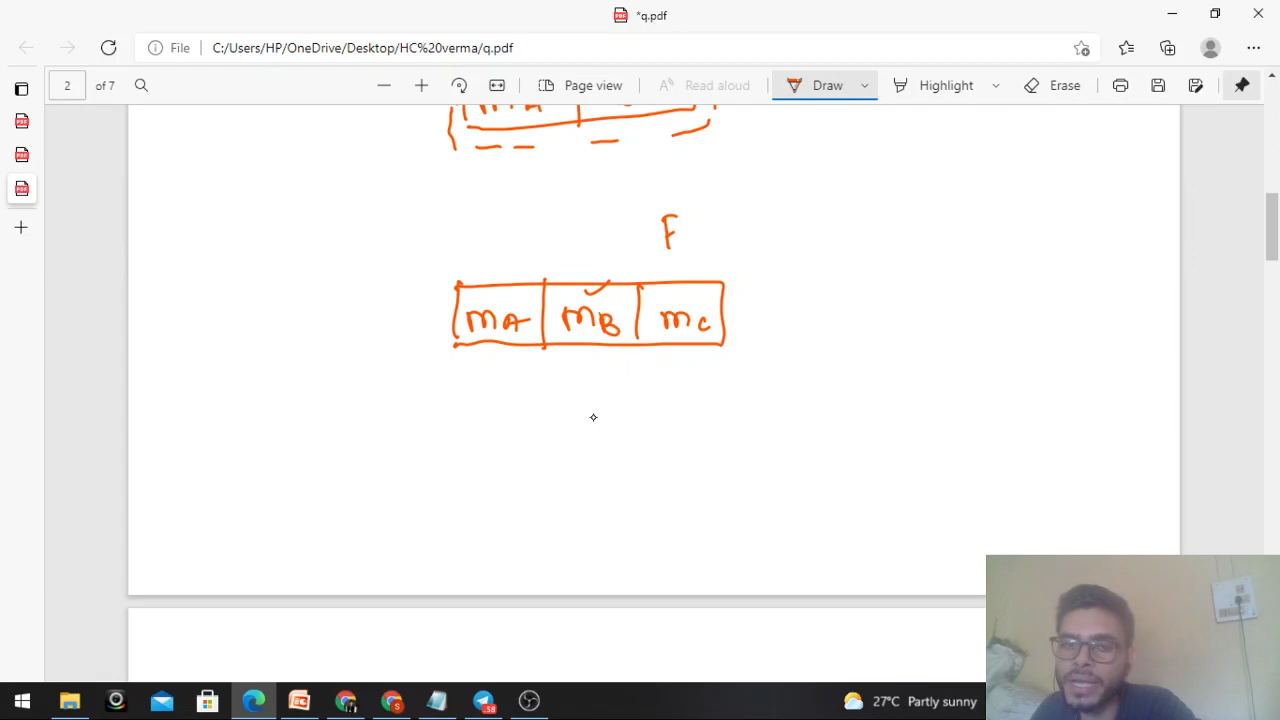 *q.pdf
File C:/Users/HP/OneDrive/Desktop/HC%20verma/q.pdf
2 of 7 Page view Read aloud Draw Highlight Erase
F
mA mB mC
27°C Partly sunny